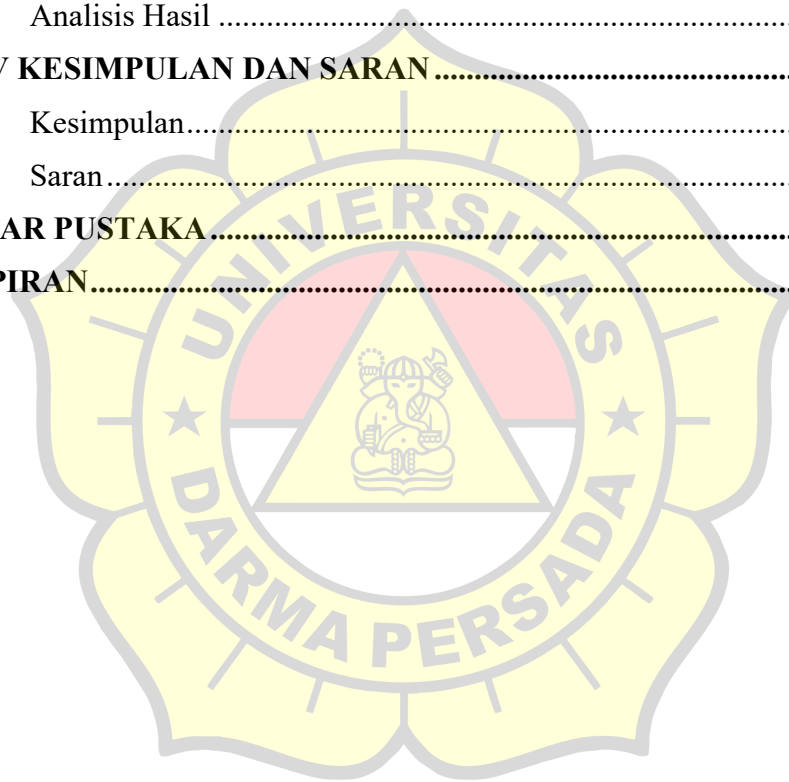 Analisis Hasil ........................................................................
V KESIMPULAN DAN SARAN ............................................
Kesimpulan ............................................................................
Saran ......................................................................................
AR PUSTAKA .......................................................................
PIRAN .....................................................................................
UNIVERSITAS
DARMA PERSADA